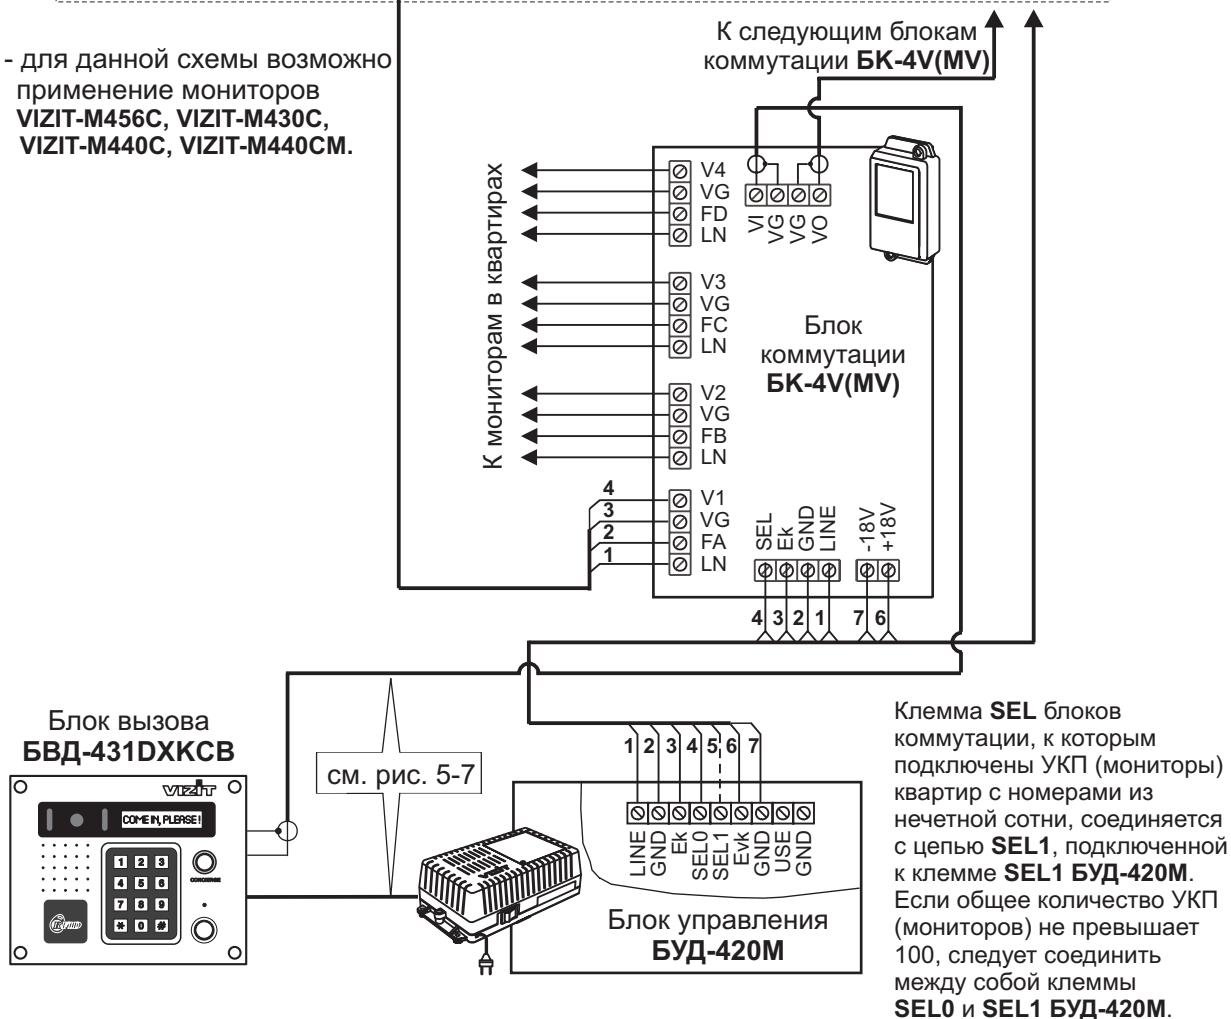 К следующим блокам
коммутации БК-4V(MV)
- для данной схемы возможно
применение мониторов
VIZIT-M456C, VIZIT-M430C,
VIZIT-M440C, VIZIT-M440CM.
К мониторам в квартирах
V4
VG
FD
LN
V3
VG
FC
LN
V2
VG
FB
LN
4 V1
3 VG
2 FA
1 LN
VI VG VG VO
Блок
коммутации
БК-4V(MV)
SEL Ek GND LINE -18V +18V
4 3 2 1 7 6
Блок вызова
БВД-431DXKCB
VIZIT
COME IN, PLEASE!
1 2 3
4 5 6
7 8 9
* 0 #
CONCIERGE
см. рис. 5-7
1 2 3 4 5 6 7
LINE GND Ek SEL0 SEL1 Evk GND USE GND
Блок управления
БУД-420М
Клемма SEL блоков
коммутации, к которым
подключены УКП (мониторы)
квартир с номерами из
нечетной сотни, соединяется
с цепью SEL1, подключенной
к клемме SEL1 БУД-420М.
Если общее количество УКП
(мониторов) не превышает
100, следует соединить
между собой клеммы
SEL0 и SEL1 БУД-420М.